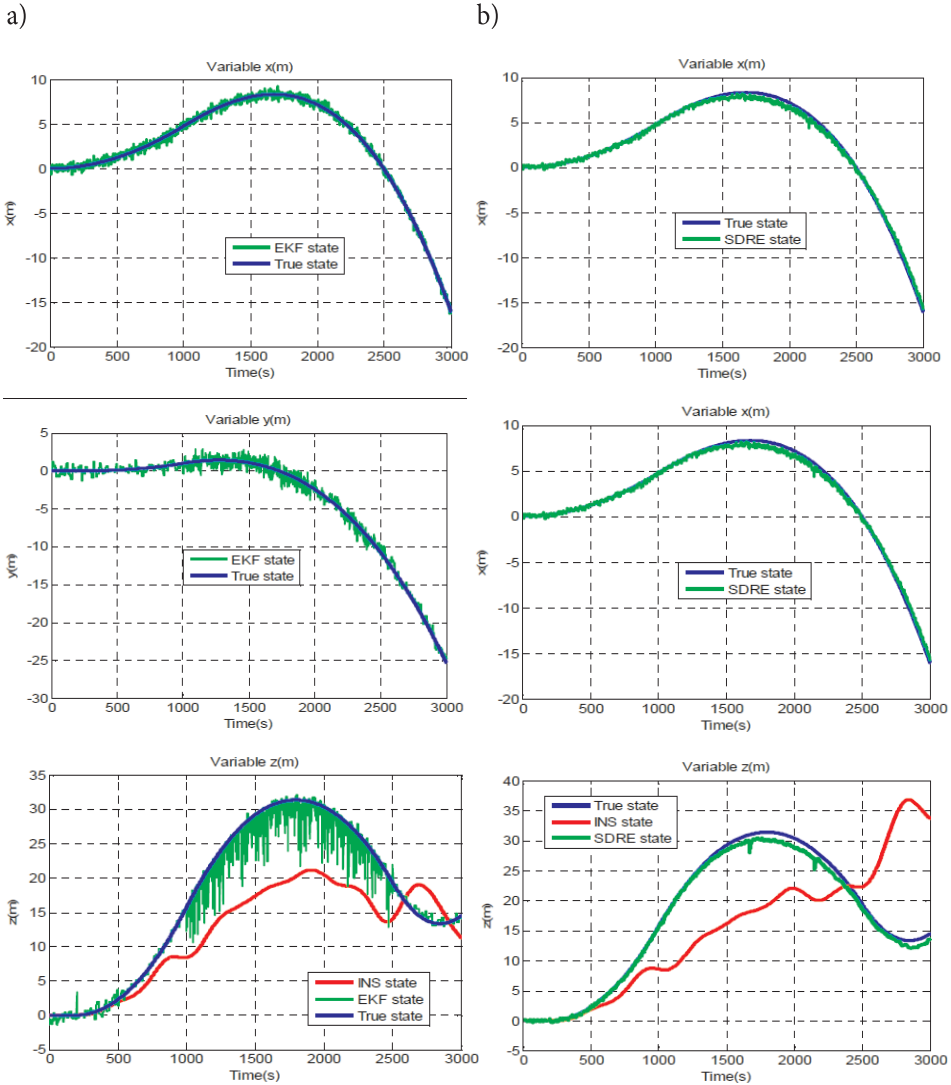 a)
b)
Variable x(m)
10
5
0
-5
-10
-15
-20
x(m)
EKF state
True state
0 500 1000 1500 2000 2500 3000
Time(s)
Variable x(m)
10
5
0
-5
-10
-15
-20
x(m)
True state
SDRE state
0 500 1000 1500 2000 2500 3000
Time(s)
Variable y(m)
5
0
-5
-10
-15
-20
-25
-30
y(m)
EKF state
True state
0 500 1000 1500 2000 2500 3000
Time(s)
Variable x(m)
10
5
0
-5
-10
-15
-20
x(m)
True state
SDRE state
0 500 1000 1500 2000 2500 3000
Time(s)
Variable z(m)
35
30
25
20
15
10
5
0
-5
z(m)
INS state
EKF state
True state
0 500 1000 1500 2000 2500 3000
Time(s)
Variable z(m)
40
35
30
25
20
15
10
5
0
-5
z(m)
True state
INS state
SDRE state
0 500 1000 1500 2000 2500 3000
Time(s)